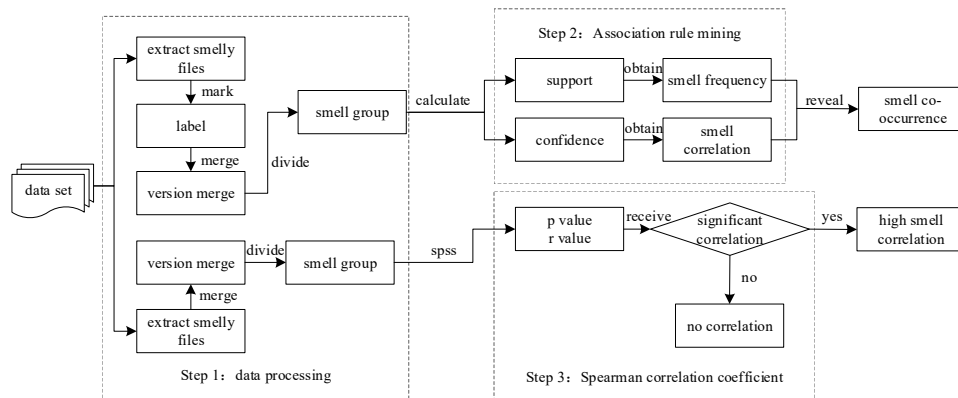 Step 2：Association rule mining
extract smelly
files
mark
label
merge
version merge
divide
smell group
calculate
support
obtain
smell frequency
confidence
obtain
smell
correlation
reveal
smell co-
occurrence
data set
version merge
divide
smell group
spss
merge
extract smelly
files
p value
r value
receive
significant
correlation
yes
high smell
correlation
no
no correlation
Step 1：data processing
Step 3：Spearman correlation coefficient